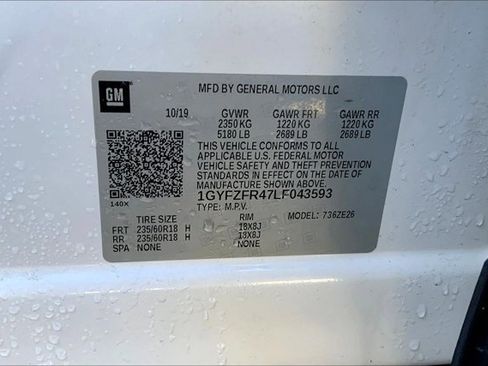 GM
MFD BY GENERAL MOTORS LLC
10/19 GVWR GAWR FRT GAWR RR
2350 KG 1220 KG 1220 KG
5180 LB 2689 LB 2689 LB
THIS VEHICLE CONFORMS TO ALL
APPLICABLE U.S. FEDERAL MOTOR
VEHICLE SAFETY AND THEFT PREVENTION
STANDARDS IN EFFECT ON THE DATE OF
MANUFACTURE SHOWN ABOVE.
1GYFZFR47LF043593
140X TYPE: M.P.V. MODEL: 736ZE26
TIRE SIZE RIM
FRT 235/60R18 H 18X8J
RR 235/60R18 H 18X8J
SPA NONE NONE